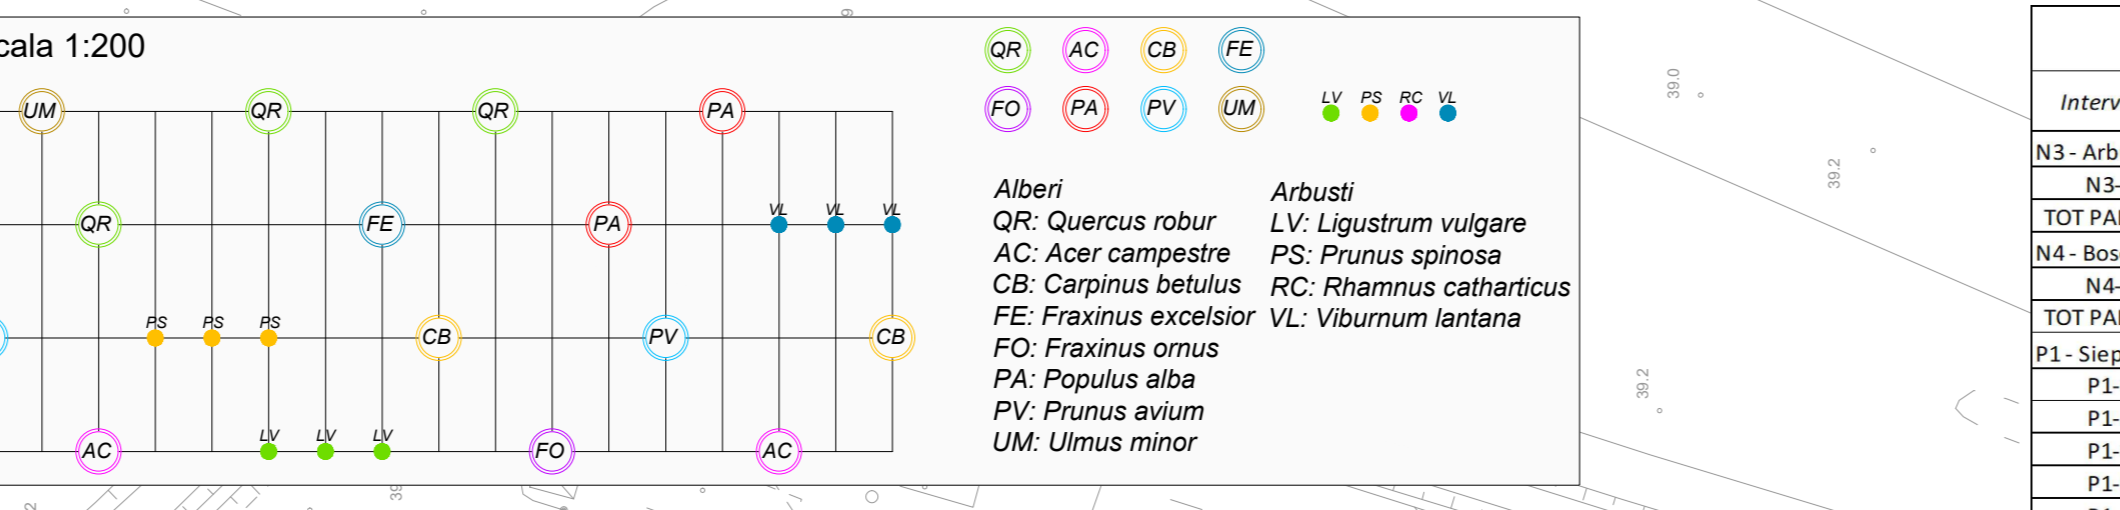 cala 1:200
UM QR QR PA
QR FE PA VL VL VL
PS PS PS CB PV CB
AC LV LV LV FO AC
QR AC CB FE
FO PA PV UM
LV PS RC VL
Alberi
QR: Quercus robur
AC: Acer campestre
CB: Carpinus betulus
FE: Fraxinus excelsior
FO: Fraxinus ornus
PA: Populus alba
PV: Prunus avium
UM: Ulmus minor
Arbusti
LV: Ligustrum vulgare
PS: Prunus spinosa
RC: Rhamnus catharticus
VL: Viburnum lantana
39.0
39.2
39.2
39
Interv
N3 - Arb
N3-
TOT PA
N4 - Bos
N4-
TOT PA
P1 - Siep
P1-
P1-
P1-
P1-